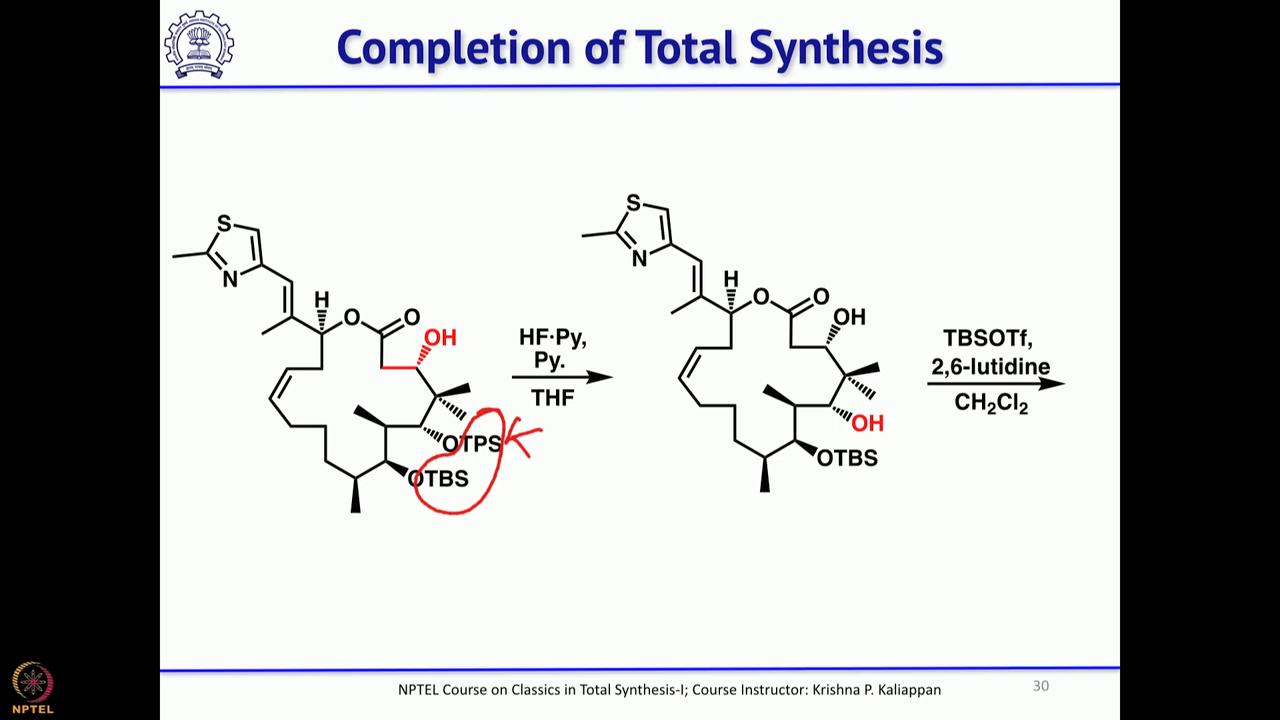 Completion of Total Synthesis
S
N
H
O
O
OH
OTPS
OTBS
HF·Py,
Py.
THF
S
N
H
O
O
OH
OH
OTBS
TBSOTf,
2,6-lutidine
CH₂Cl₂
NPTEL Course on Classics in Total Synthesis-I; Course Instructor: Krishna P. Kaliappan
30
NPTEL